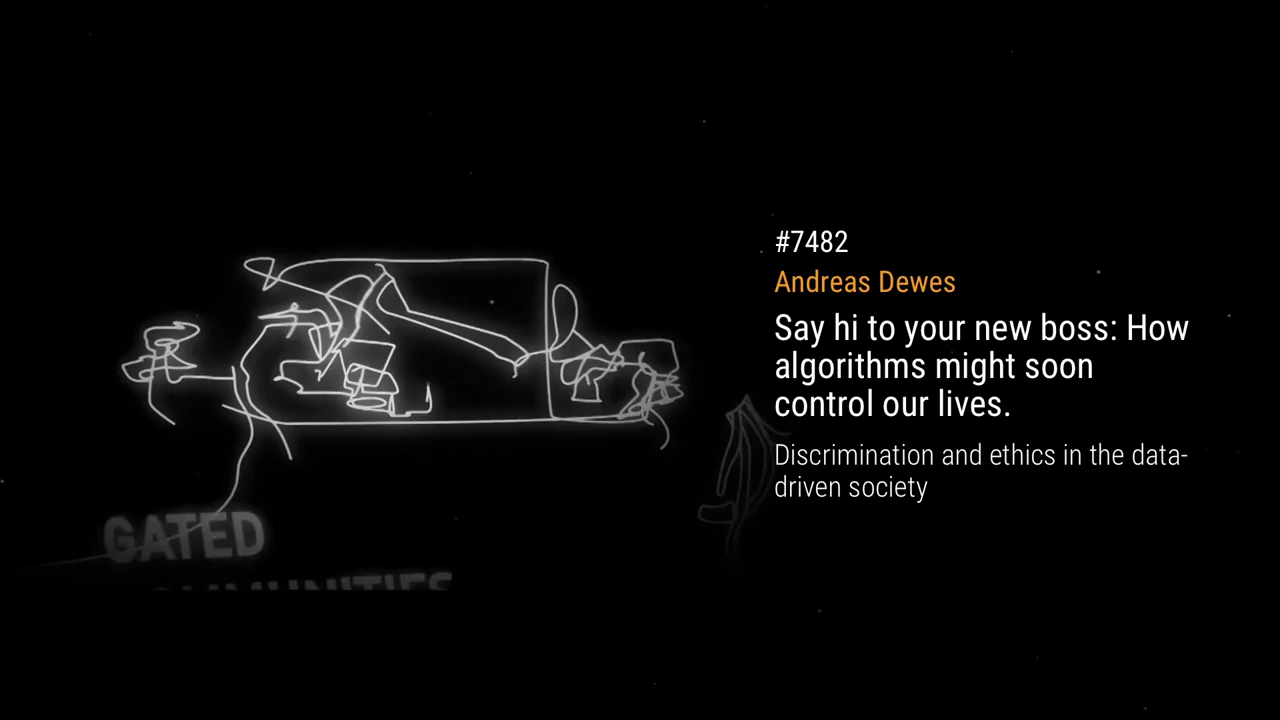 #7482
Andreas Dewes
Say hi to your new boss: How
algorithms might soon
control our lives.
Discrimination and ethics in the data-
driven society
GATED
COMMUNITIES